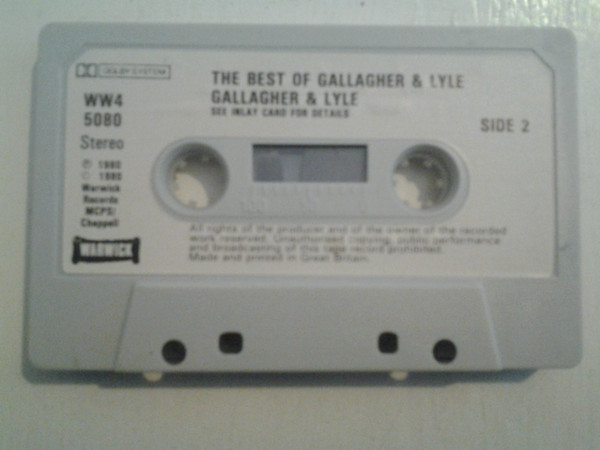 DOLBY SYSTEM
THE BEST OF GALLAGHER & LYLE
GALLAGHER & LYLE
SEE INLAY CARD FOR DETAILS
SIDE 2
WW4
5080
Stereo
℗ 1980
© 1980
Warwick
Records
MCPS/
Chappell
WARWICK
100
All rights of the producer and of the owner of the recorded
work reserved. Unauthorised copying, public performance
and broadcasting of this tape record prohibited.
Made and printed in Great Britain.